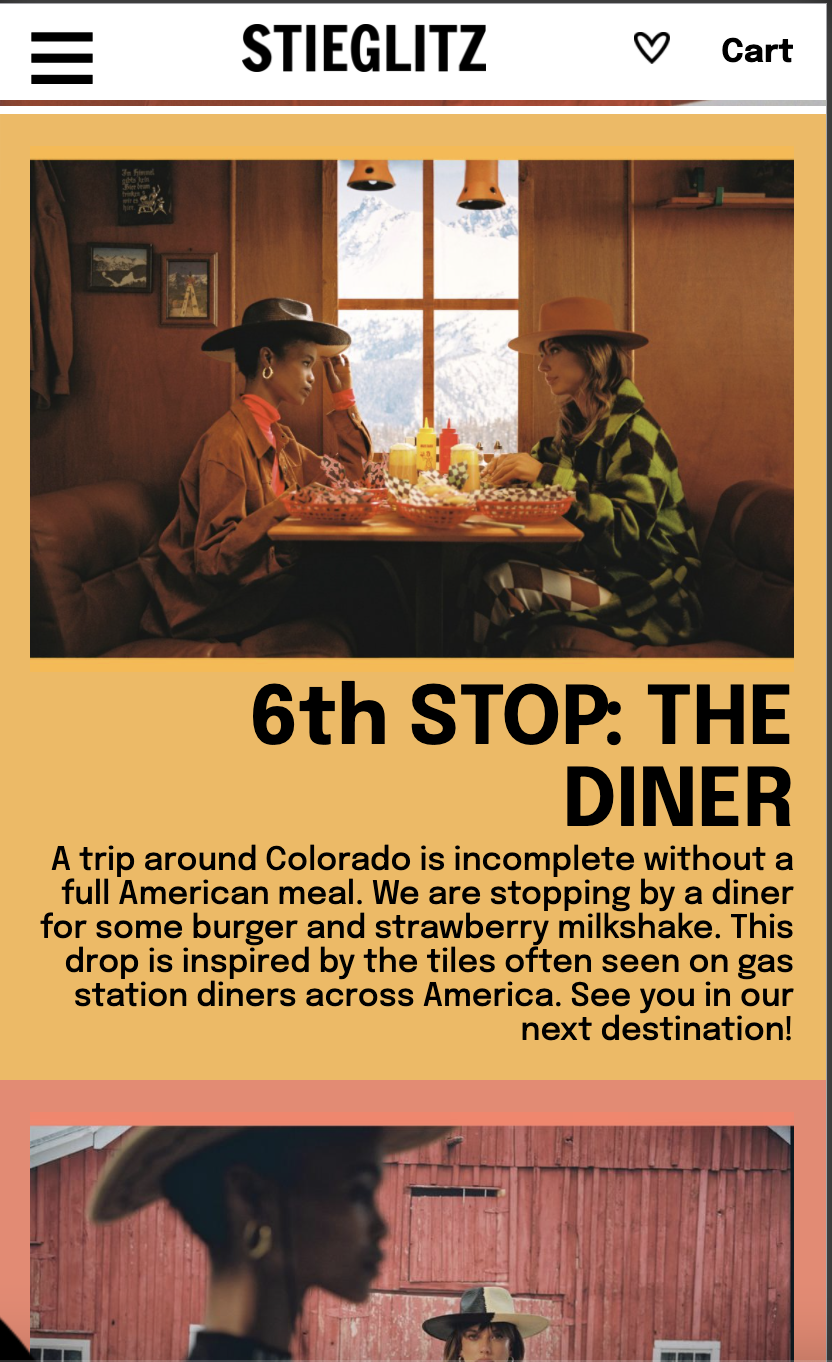 STIEGLITZ
Cart
6th STOP: THE
DINER
A trip around Colorado is incomplete without a
full American meal. We are stopping by a diner
for some burger and strawberry milkshake. This
drop is inspired by the tiles often seen on gas
station diners across America. See you in our
next destination!